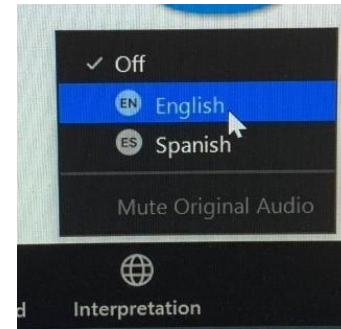 Off
EN English
ES Spanish
Mute Original Audio
d Interpretation